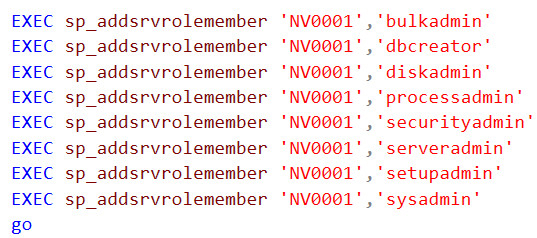 EXEC sp_addsrvrolemember 'NV0001','bulkadmin'
EXEC sp_addsrvrolemember 'NV0001','dbcreator'
EXEC sp_addsrvrolemember 'NV0001','diskadmin'
EXEC sp_addsrvrolemember 'NV0001','processadmin'
EXEC sp_addsrvrolemember 'NV0001','securityadmin'
EXEC sp_addsrvrolemember 'NV0001','serveradmin'
EXEC sp_addsrvrolemember 'NV0001','setupadmin'
EXEC sp_addsrvrolemember 'NV0001','sysadmin'
go